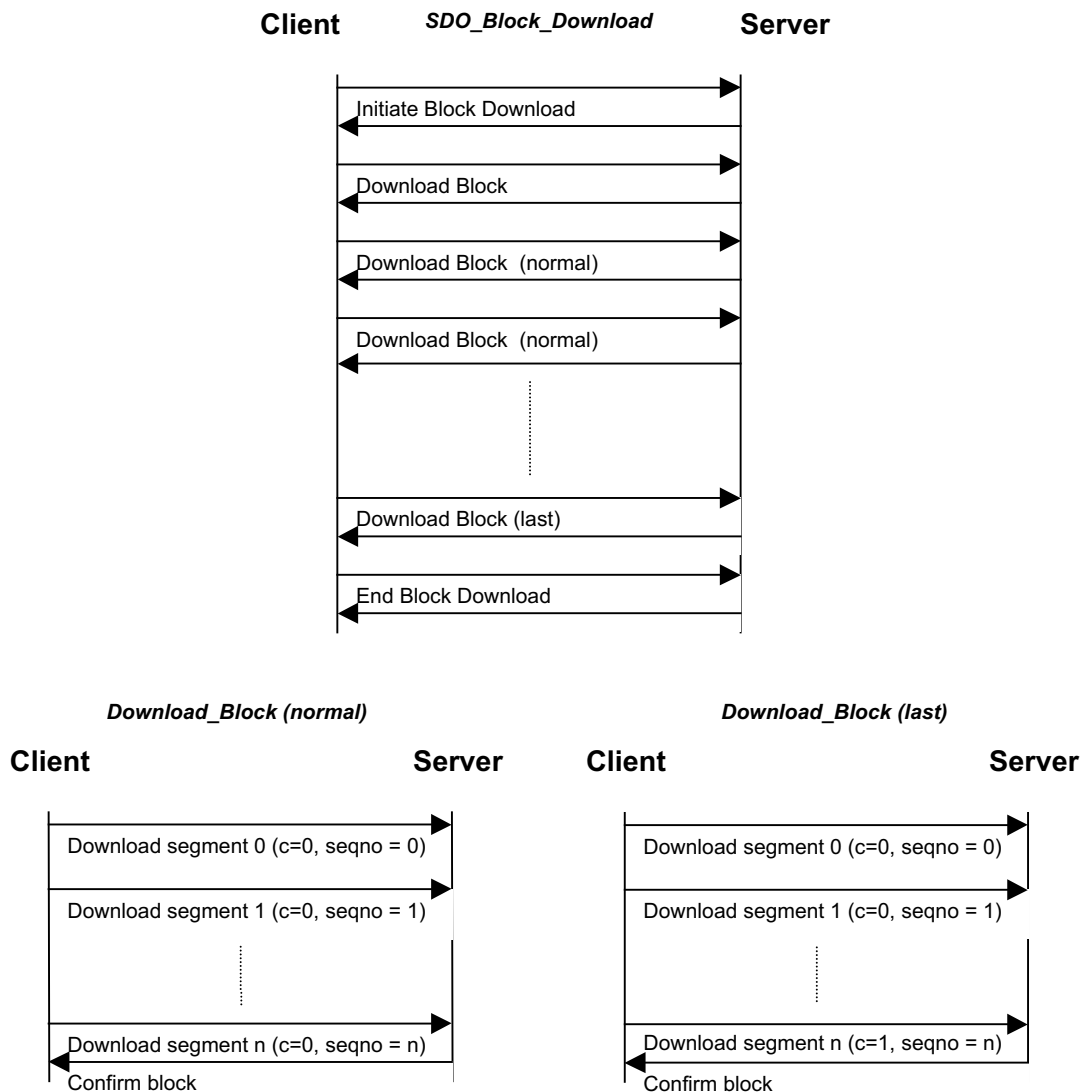 Client SDO_Block_Download Server
Initiate Block Download
Download Block
Download Block (normal)
Download Block (normal)
Download Block (last)
End Block Download
Download_Block (normal)
Download_Block (last)
Client Server
Client Server
Download segment 0 (c=0, seqno = 0)
Download segment 0 (c=0, seqno = 0)
Download segment 1 (c=0, seqno = 1)
Download segment 1 (c=0, seqno = 1)
Download segment n (c=0, seqno = n)
Download segment n (c=1, seqno = n)
Confirm block
Confirm block